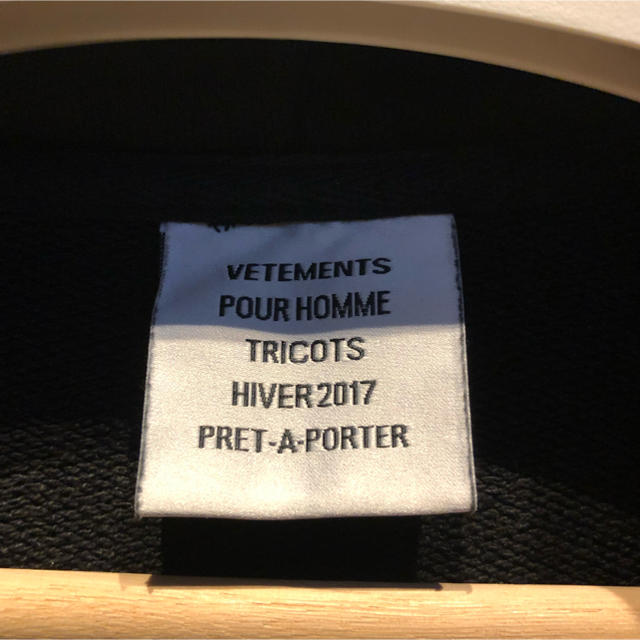 VETEMENTS
POUR HOMME
TRICOTS
HIVER 2017
PRET-A-PORTER